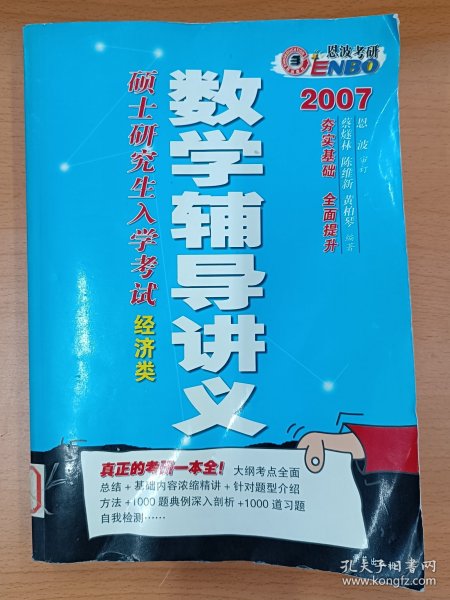 恩波考研
ENBO
2007
恩波 审订
蔡燧林 陈维新 黄柏琴 编著
夯实基础 全面提升
数学辅导讲义
硕士研究生入学考试
经济类
真正的考研一本全!
大纲考点全面
总结+基础内容浓缩精讲+针对题型介绍
方法+1000题典例深入剖析+1000道习题
自我检测……
孔夫子旧书网
www.kongfz.com